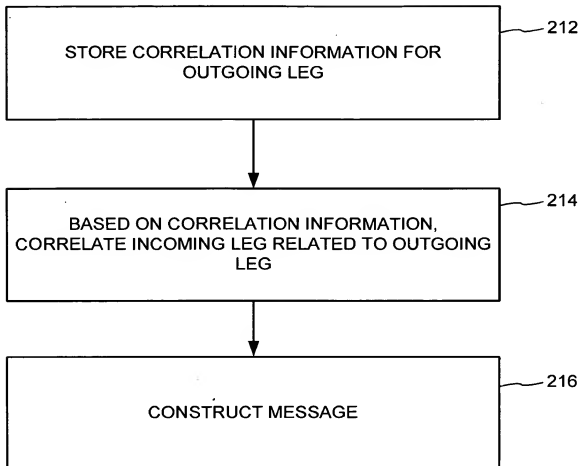 212
STORE CORRELATION INFORMATION FOR
OUTGOING LEG
214
BASED ON CORRELATION INFORMATION,
CORRELATE INCOMING LEG RELATED TO OUTGOING
LEG
216
CONSTRUCT MESSAGE